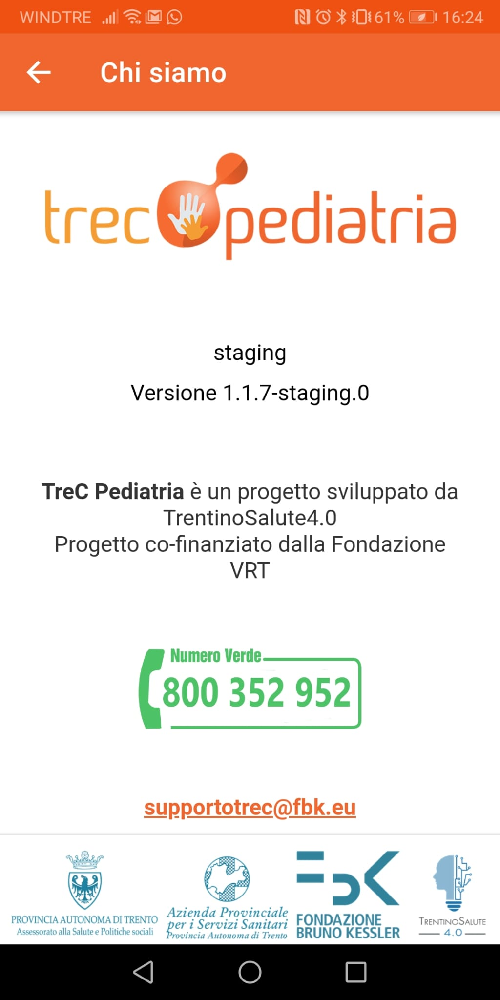 WINDTRE 61% 16:24
Chi siamo
trec pediatria
staging
Versione 1.1.7-staging.0
TreC Pediatria è un progetto sviluppato da
TrentinoSalute4.0
Progetto co-finanziato dalla Fondazione
VRT
Numero Verde
800 352 952
supportotrec@fbk.eu
PROVINCIA AUTONOMA DI TRENTO
Assessorato alla Salute e Politiche sociali
Azienda Provinciale
per i Servizi Sanitari
Provincia Autonoma di Trento
FBK
FONDAZIONE
BRUNO KESSLER
TRENTINOSALUTE
4.0